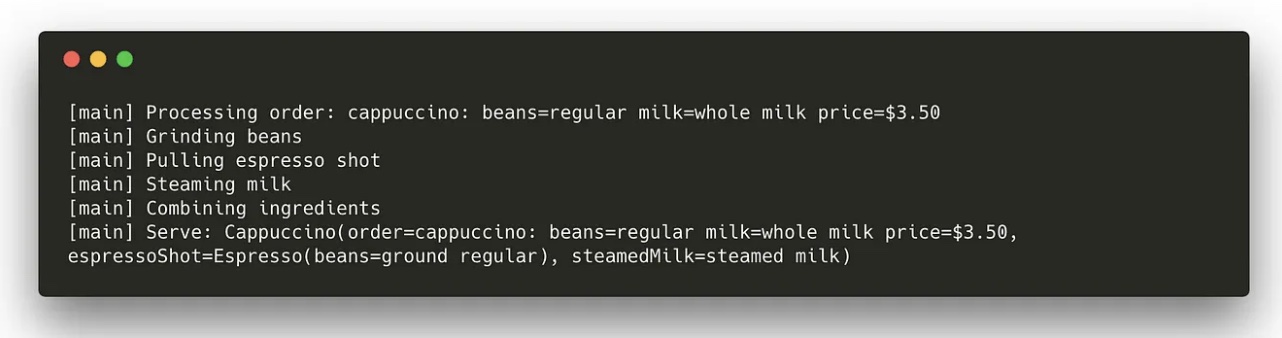 [main] Processing order: cappuccino: beans=regular milk=whole milk price=$3.50
[main] Grinding beans
[main] Pulling espresso shot
[main] Steaming milk
[main] Combining ingredients
[main] Serve: Cappuccino(order=cappuccino: beans=regular milk=whole milk price=$3.50,
espressoShot=Espresso(beans=ground regular), steamedMilk=steamed milk)